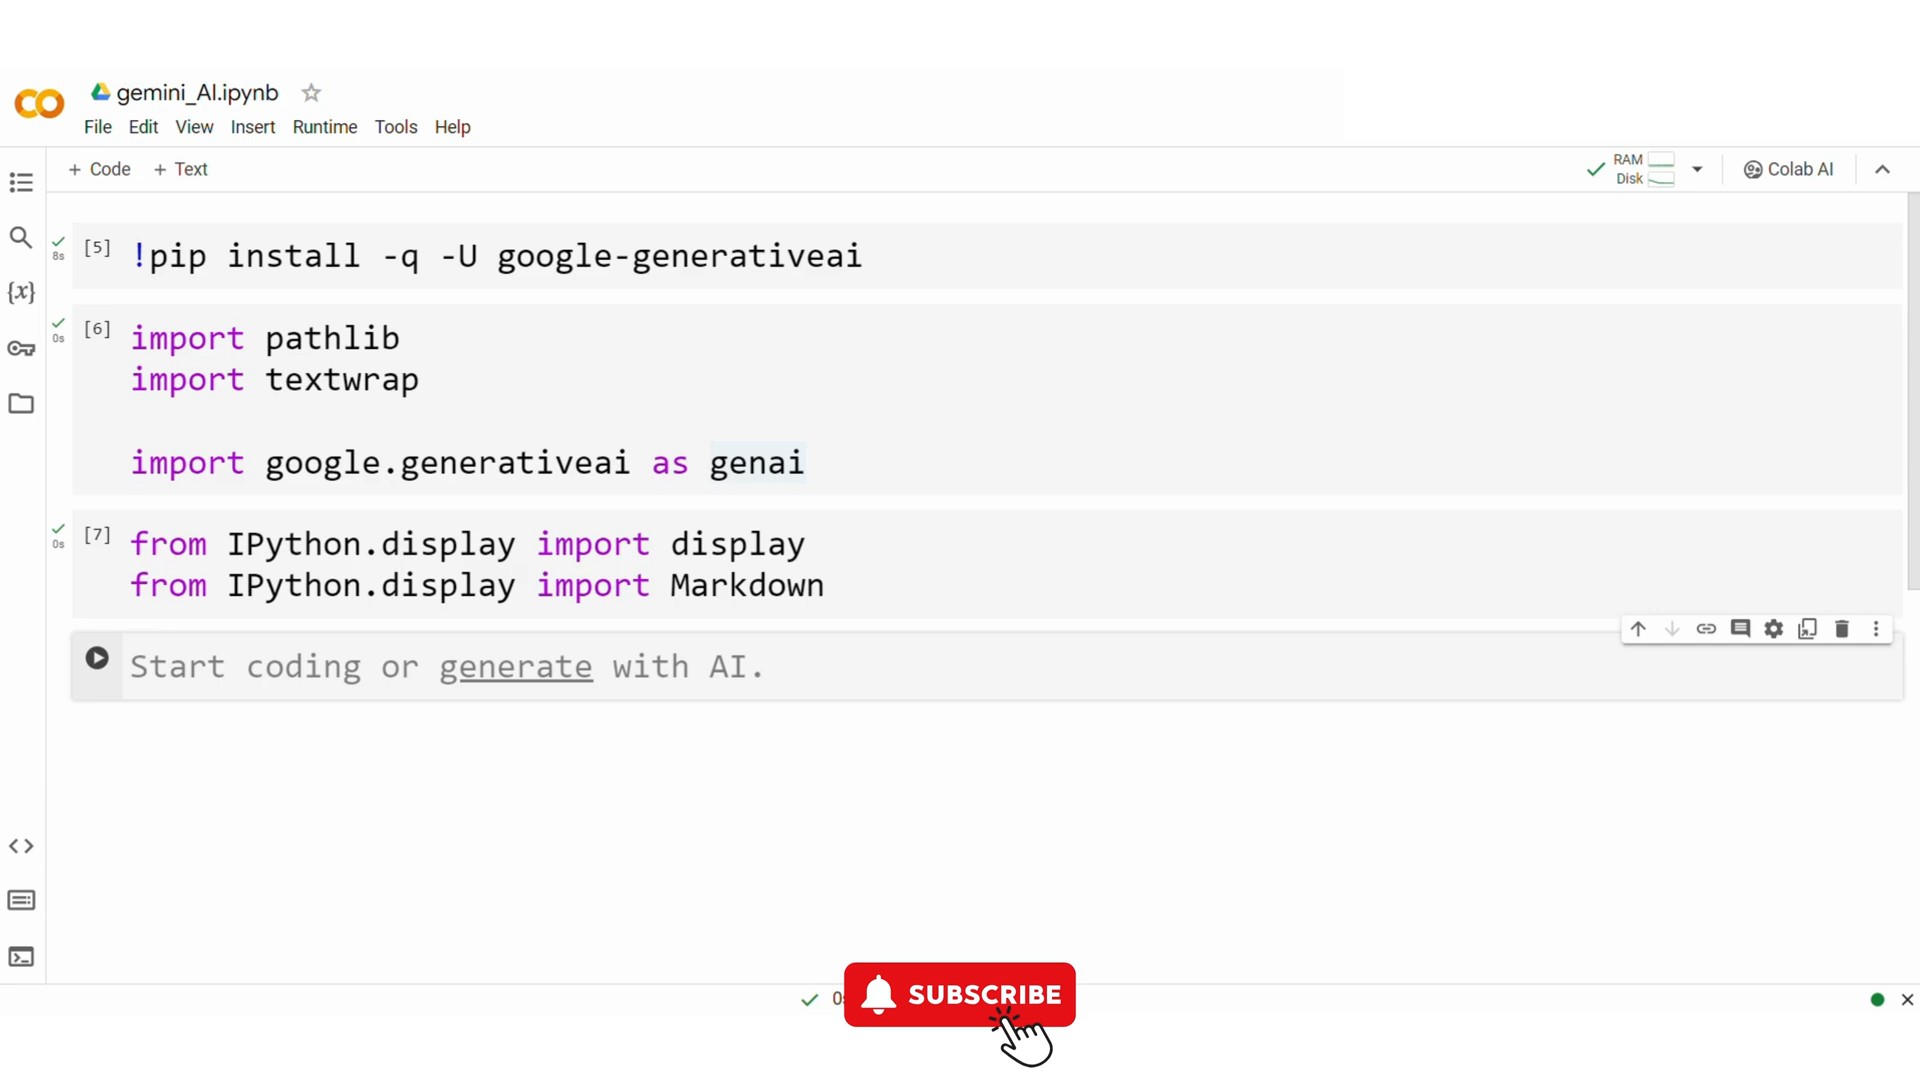 gemini_AI.ipynb
File Edit View Insert Runtime Tools Help
+ Code + Text
RAM
Disk
Colab AI
8s
[5] !pip install -q -U google-generativeai
0s
[6] import pathlib
import textwrap
import google.generativeai as genai
0s
[7] from IPython.display import display
from IPython.display import Markdown
Start coding or generate with AI.
SUBSCRIBE